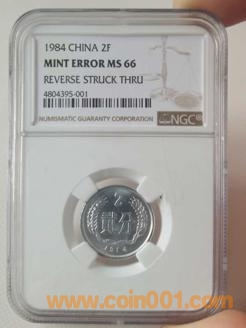 1984 CHINA 2F
MINT ERROR MS 66
REVERSE STRUCK THRU
4804395-001
NUMISMATIC GUARANTY CORPORATION
NGC
2
贰分
1984
www.coin001.com